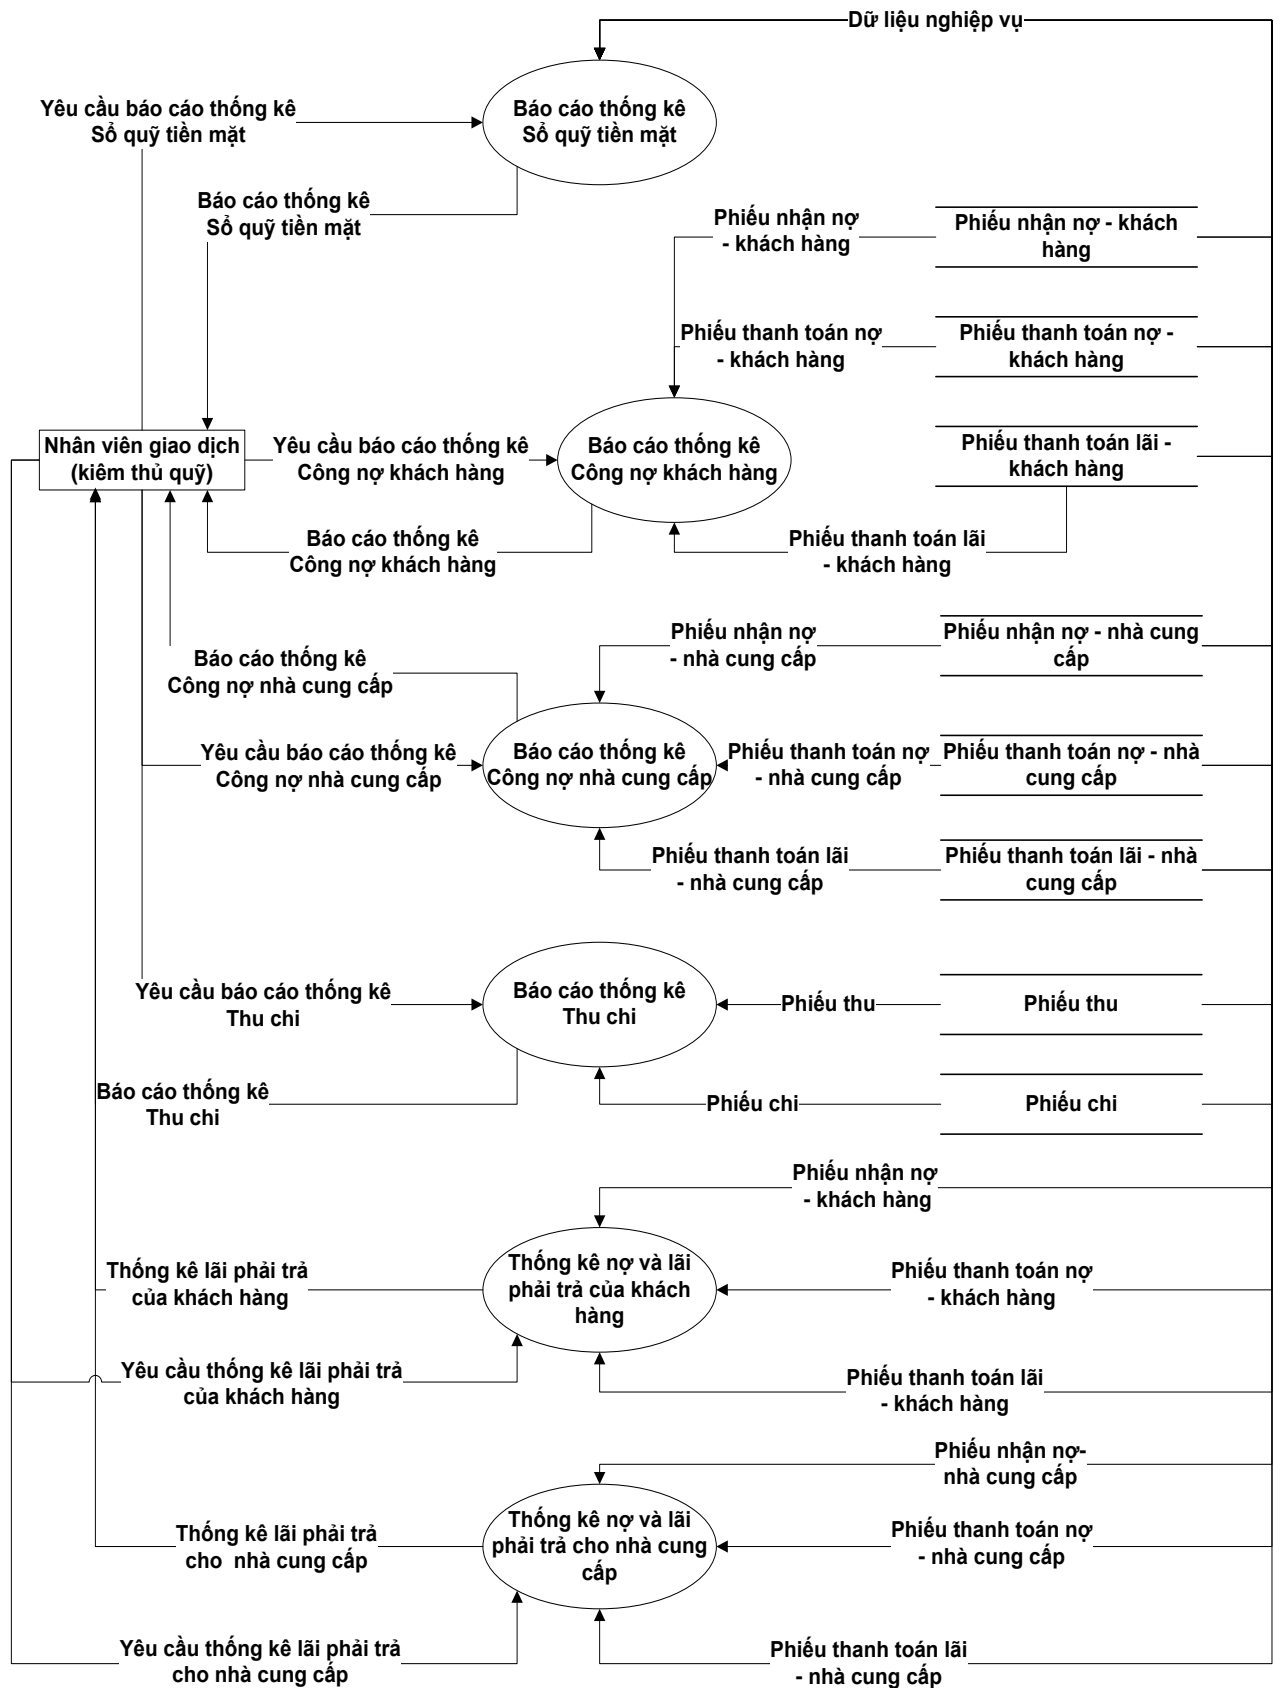 Dữ liệu nghiệp vụ
Yêu cầu báo cáo thống kê
Sổ quỹ tiền mặt
Báo cáo thống kê
Sổ quỹ tiền mặt
Báo cáo thống kê
Sổ quỹ tiền mặt
Phiếu nhận nợ
- khách hàng
Phiếu nhận nợ - khách
hàng
Phiếu thanh toán nợ
- khách hàng
Phiếu thanh toán nợ -
khách hàng
Nhân viên giao dịch
(kiêm thủ quỹ)
Yêu cầu báo cáo thống kê
Công nợ khách hàng
Báo cáo thống kê
Công nợ khách hàng
Phiếu thanh toán lãi -
khách hàng
Báo cáo thống kê
Công nợ khách hàng
Phiếu thanh toán lãi
- khách hàng
Phiếu nhận nợ
- nhà cung cấp
Phiếu nhận nợ - nhà cung
cấp
Báo cáo thống kê
Công nợ nhà cung cấp
Yêu cầu báo cáo thống kê
Công nợ nhà cung cấp
Báo cáo thống kê
Công nợ nhà cung cấp
Phiếu thanh toán nợ
- nhà cung cấp
Phiếu thanh toán nợ - nhà
cung cấp
Phiếu thanh toán lãi
- nhà cung cấp
Phiếu thanh toán lãi - nhà
cung cấp
Yêu cầu báo cáo thống kê
Thu chi
Báo cáo thống kê
Thu chi
Phiếu thu
Phiếu thu
Báo cáo thống kê
Thu chi
Phiếu chi
Phiếu chi
Phiếu nhận nợ
- khách hàng
Thống kê lãi phải trả
của khách hàng
Thống kê nợ và lãi
phải trả của khách
hàng
Phiếu thanh toán nợ
- khách hàng
Yêu cầu thống kê lãi phải trả
của khách hàng
Phiếu thanh toán lãi
- khách hàng
Phiếu nhận nợ-
nhà cung cấp
Thống kê lãi phải trả
cho  nhà cung cấp
Thống kê nợ và lãi
phải trả cho nhà cung
cấp
Phiếu thanh toán nợ
- nhà cung cấp
Yêu cầu thống kê lãi phải trả
cho nhà cung cấp
Phiếu thanh toán lãi
- nhà cung cấp